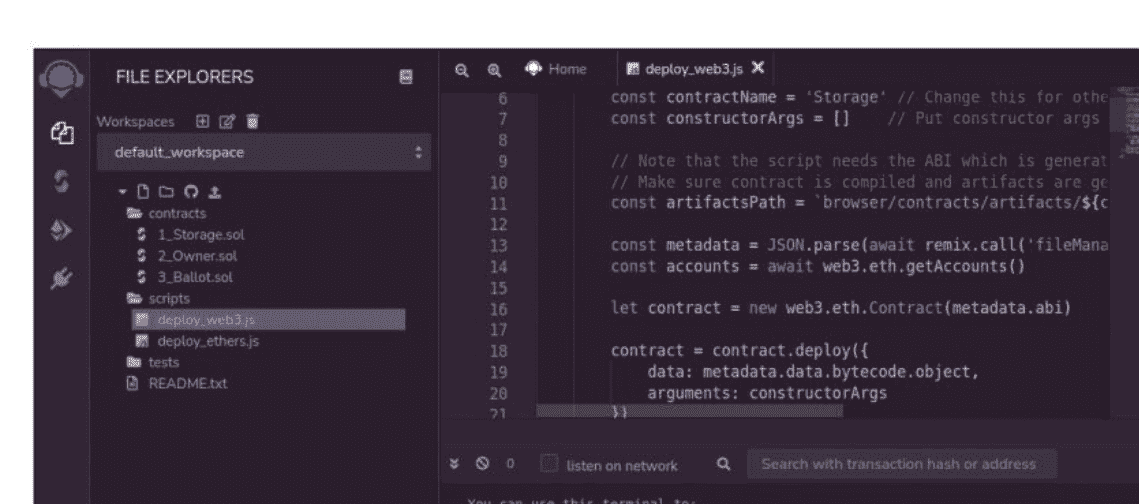 FILE EXPLORERS
Workspaces
default_workspace
contracts
1_Storage.sol
2_Owner.sol
3_Ballot.sol
scripts
deploy_web3.js
deploy_ethers.js
tests
README.txt
Home
deploy_web3.js
6 const contractName = 'Storage' // Change this for othe
7 const constructorArgs = [] // Put constructor args
8
9 // Note that the script needs the ABI which is generat
10 // Make sure contract is compiled and artifacts are ge
11 const artifactsPath = `browser/contracts/artifacts/${c
12
13 const metadata = JSON.parse(await remix.call('fileMana
14 const accounts = await web3.eth.getAccounts()
15
16 let contract = new web3.eth.Contract(metadata.abi)
17
18 contract = contract.deploy({
19 data: metadata.data.bytecode.object,
20 arguments: constructorArgs
21 })
0
listen on network
Search with transaction hash or address
You can use this terminal to: